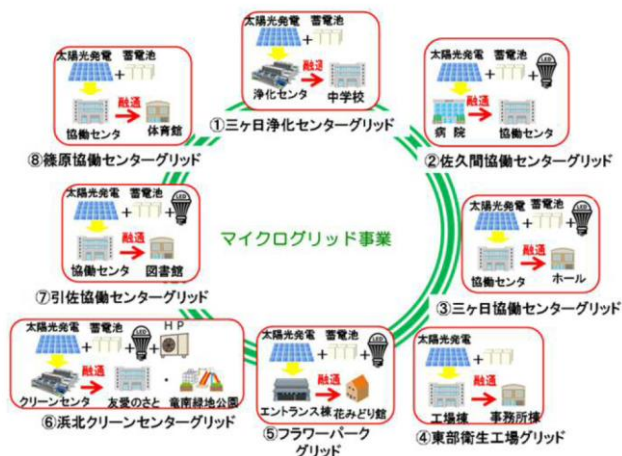 太陽光発電 蓄電池
浄化センタ
融通
中学校
①三ヶ日浄化センターグリッド
太陽光発電 蓄電池
LED
病院
融通
協働センタ
②佐久間協働センターグリッド
太陽光発電 蓄電池
LED
協働センタ
融通
ホール
③三ヶ日協働センターグリッド
太陽光発電 蓄電池
工場棟
融通
事務所棟
④東部衛生工場グリッド
太陽光発電 蓄電池
LED
エントランス棟
融通
花みどり館
⑤フラワーパーク
グリッド
太陽光発電 蓄電池
LED
HP
クリーンセンタ
融通
友愛のさと
・
竜南緑地公園
⑥浜北クリーンセンターグリッド
太陽光発電 蓄電池
LED
協働センタ
融通
図書館
⑦引佐協働センターグリッド
太陽光発電 蓄電池
協働センタ
融通
体育館
⑧篠原協働センターグリッド
マイクログリッド事業